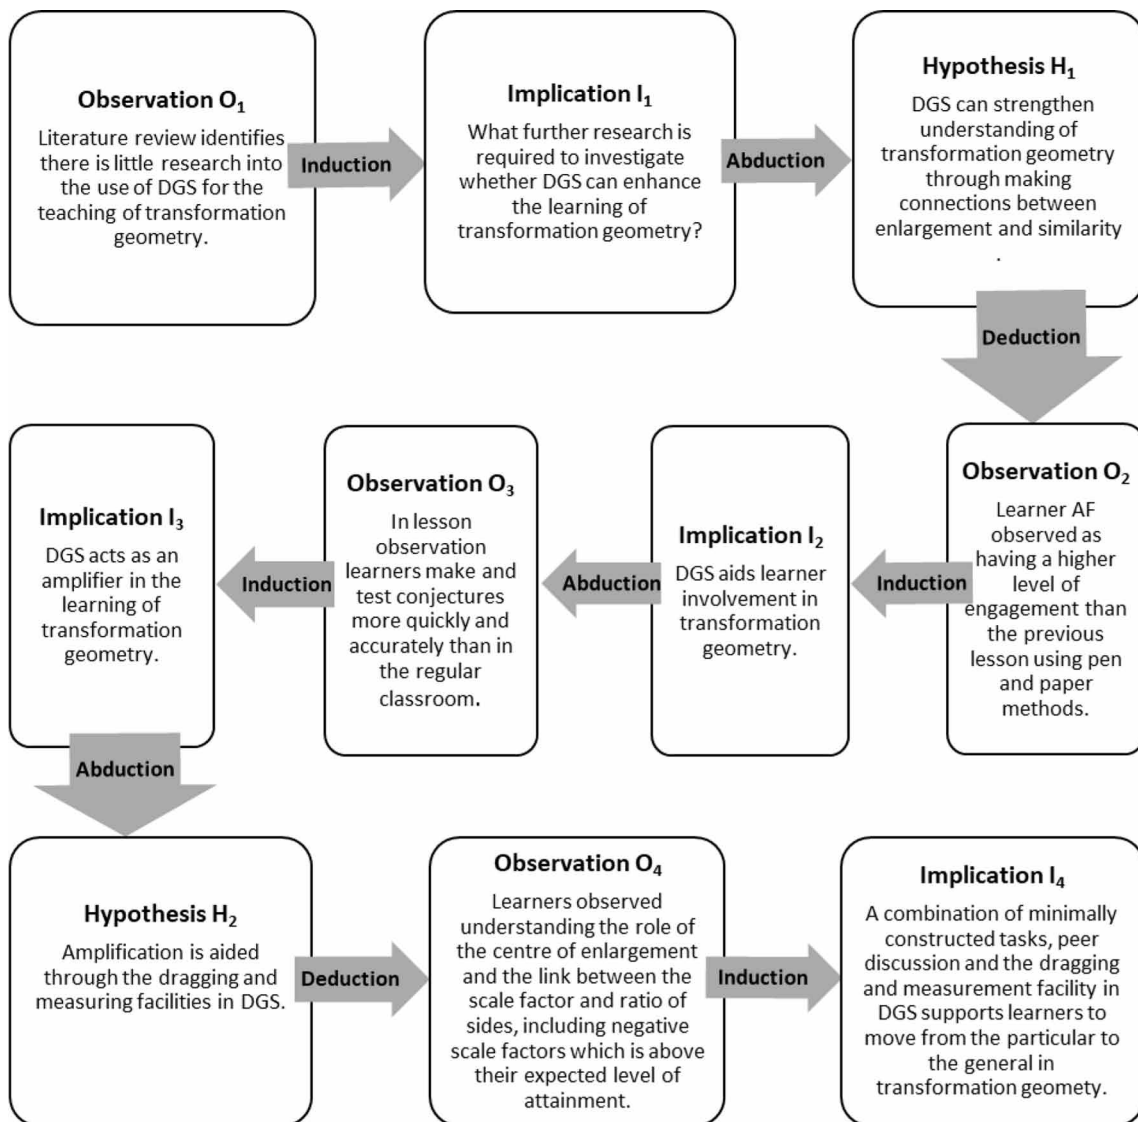 Observation O₁
Literature review identifies
there is little research into
the use of DGS for the
teaching of transformation
geometry.
Induction
Implication I₁
What further research is
required to investigate
whether DGS can enhance
the learning of
transformation geometry?
Abduction
Hypothesis H₁
DGS can strengthen
understanding of
transformation geometry
through making
connections between
enlargement and similarity
.
Deduction
Observation O₂
Learner AF
observed as
having a higher
level of
engagement than
the previous
lesson using pen
and paper
methods.
Induction
Implication I₂
DGS aids learner
involvement in
transformation
geometry.
Abduction
Observation O₃
In lesson
observation
learners make and
test conjectures
more quickly and
accurately than in
the regular
classroom.
Induction
Implication I₃
DGS acts as an
amplifier in the
learning of
transformation
geometry.
Abduction
Hypothesis H₂
Amplification is aided
through the dragging and
measuring facilities in DGS.
Deduction
Observation O₄
Learners observed
understanding the role of
the centre of enlargement
and the link between the
scale factor and ratio of
sides, including negative
scale factors which is above
their expected level of
attainment.
Induction
Implication I₄
A combination of minimally
constructed tasks, peer
discussion and the dragging
and measurement facility in
DGS supports learners to
move from the particular to
the general in
transformation geomety.